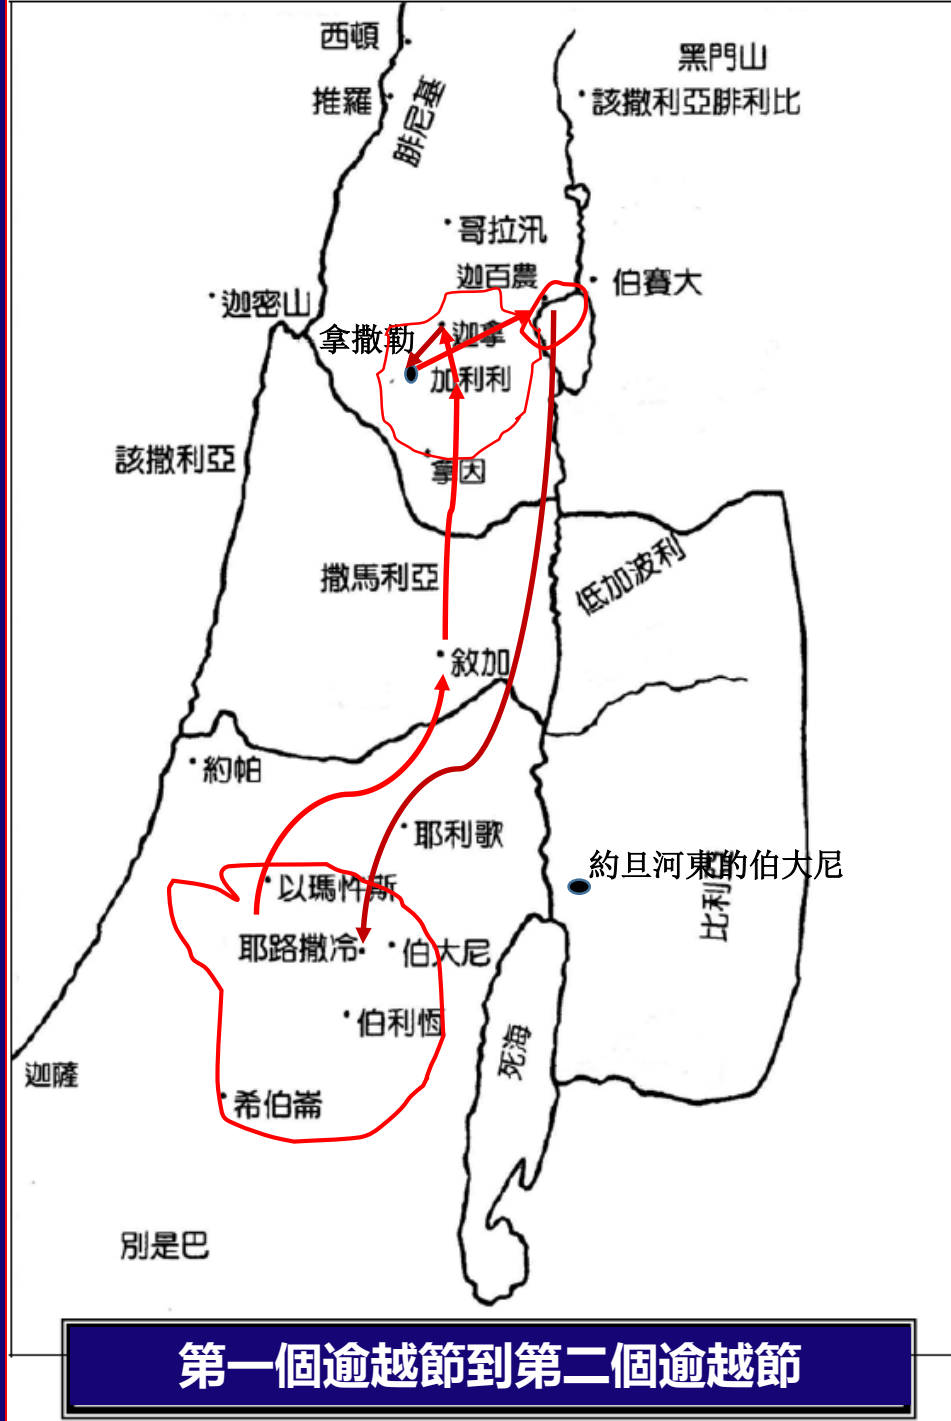 西頓
黑門山
推羅
腓尼基
該撒利亞腓利比
哥拉汛
迦百農
伯賽大
迦密山
拿撒勒
迦拿
加利利
該撒利亞
拿因
撒馬利亞
低加波利
敘加
約帕
耶利歌
約旦河東的伯大尼
比利亞
以瑪忤斯
耶路撒冷
伯大尼
伯利恆
死海
迦薩
希伯崙
別是巴
第一個逾越節到第二個逾越節